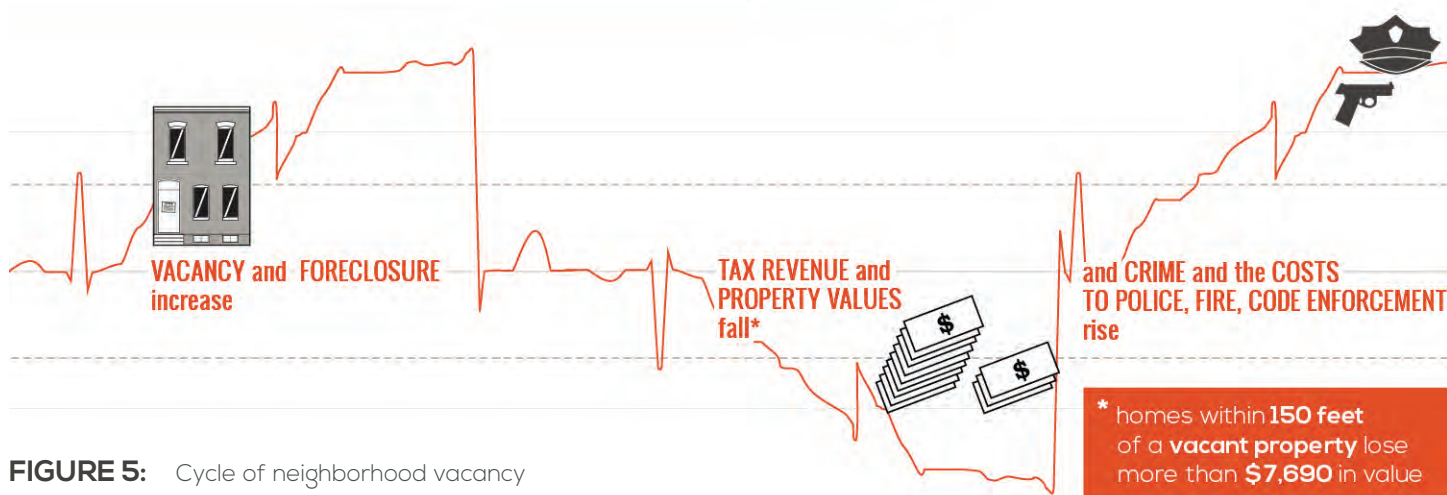 VACANCY and FORECLOSURE
increase
TAX REVENUE and
PROPERTY VALUES
fall*
$
$
and CRIME and the COSTS
TO POLICE, FIRE, CODE ENFORCEMENT
rise
* homes within 150 feet
of a vacant property lose
more than $7,690 in value
FIGURE 5: Cycle of neighborhood vacancy